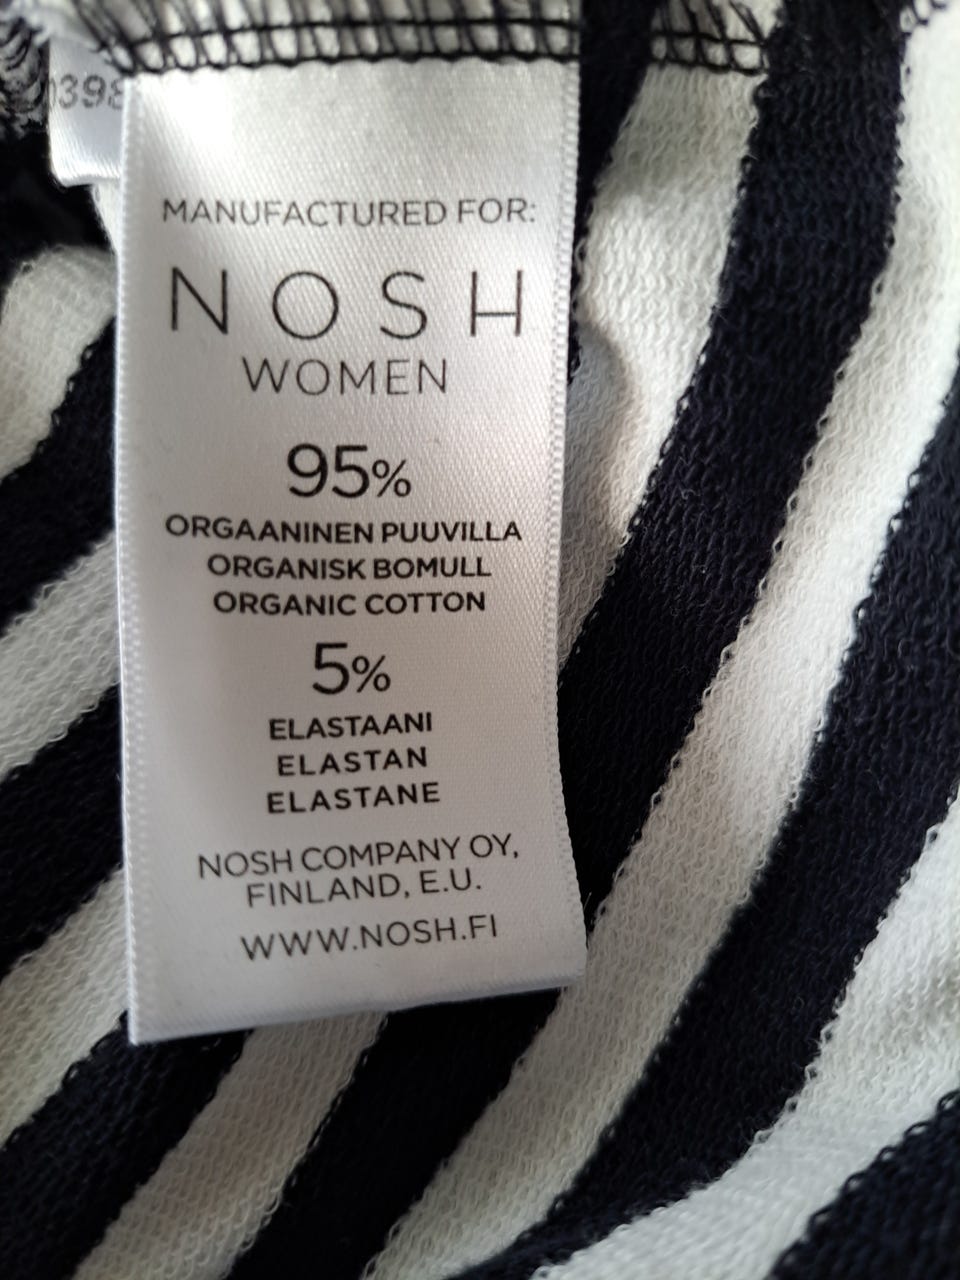 0398
MANUFACTURED FOR:
NOSH
WOMEN
95%
ORGAANINEN PUUVILLA
ORGANISK BOMULL
ORGANIC COTTON
5%
ELASTAANI
ELASTAN
ELASTANE
NOSH COMPANY OY,
FINLAND, E.U.
WWW.NOSH.FI